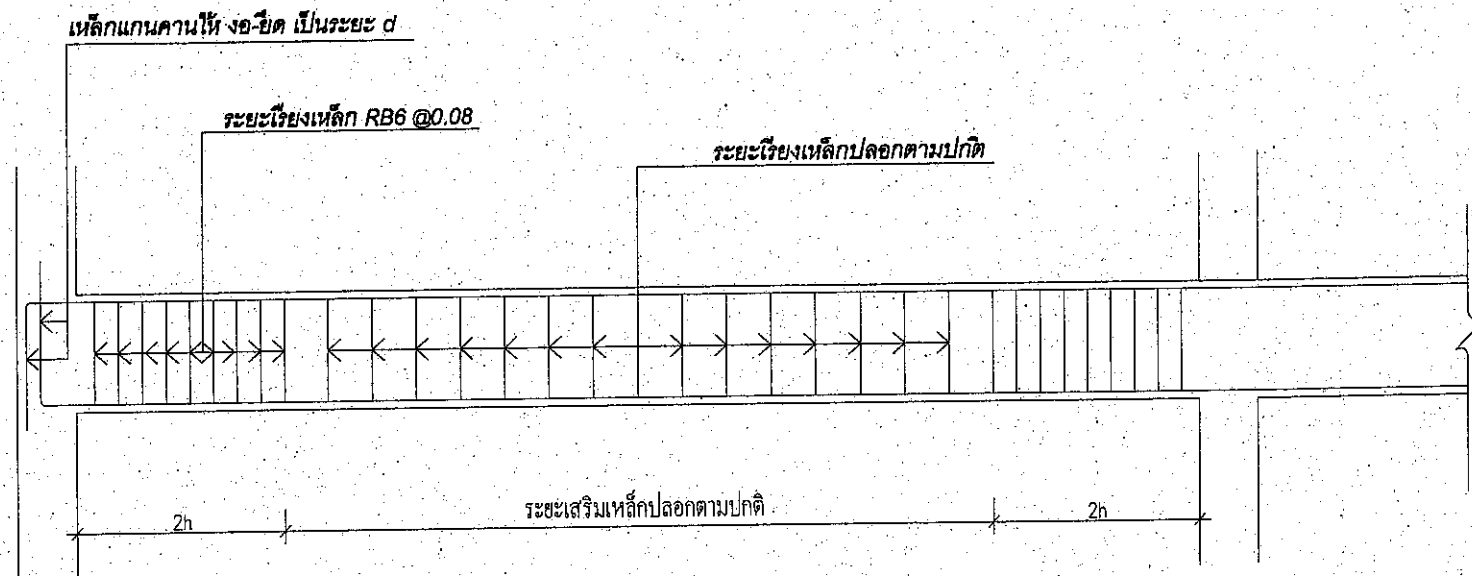 เหล็กแกนคานให้ งอ-ยึด เป็นระยะ d
ระยะเรียงเหล็ก RB6 @0.08
ระยะเรียงเหล็กปลอกตามปกติ
2h
ระยะเสริมเหล็กปลอกตามปกติ
2h